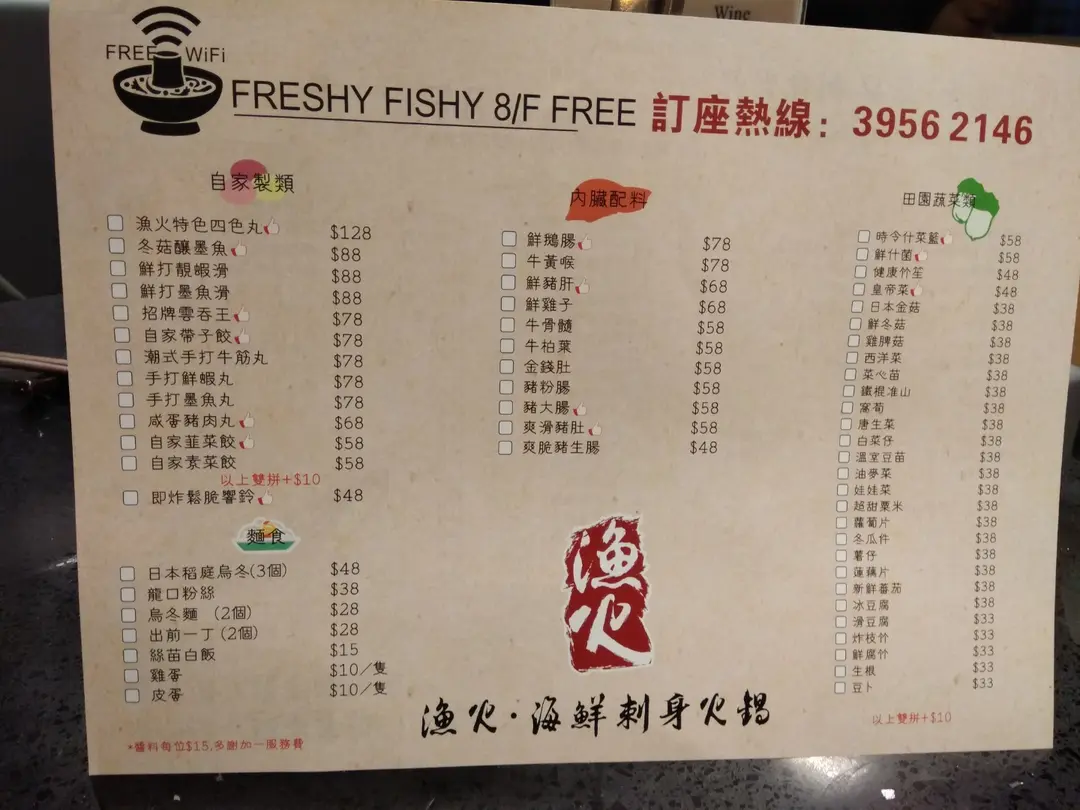 Wine
FREE WiFi
FRESHY FISHY 8/F FREE 訂座熱線: 3956 2146
自家製類
漁火特色四色丸 $128
冬菇釀墨魚 $88
鮮打靚蝦滑 $88
鮮打墨魚滑 $88
招牌雲吞王 $78
自家帶子餃 $78
潮式手打牛筋丸 $78
手打鮮蝦丸 $78
手打墨魚丸 $78
咸蛋豬肉丸 $68
自家韮菜餃 $58
自家素菜餃 $58
以上雙拼+$10
即炸鬆脆響鈴 $48
麵食
日本稻庭烏冬(3個) $48
龍口粉絲 $38
烏冬麵 (2個) $28
出前一丁(2個) $28
絲苗白飯 $15
雞蛋 $10/隻
皮蛋 $10/隻
*醬料每位$15,多謝加一服務費
內臟配料
鮮鵝腸 $78
牛黃喉 $78
鮮豬肝 $68
鮮雞子 $68
牛骨髓 $58
牛柏葉 $58
金錢肚 $58
豬粉腸 $58
豬大腸 $58
爽滑豬肚 $58
爽脆豬生腸 $48
漁火
漁火·海鮮刺身火鍋
田園蔬菜類
時令什菜籃 $58
鮮什菌 $58
健康竹笙 $48
皇帝菜 $48
日本金菇 $38
鮮冬菇 $38
雞脾菇 $38
西洋菜 $38
菜心苗 $38
鐵棍准山 $38
窩筍 $38
唐生菜 $38
白菜仔 $38
溫室豆苗 $38
油麥菜 $38
娃娃菜 $38
超甜粟米 $38
蘿蔔片 $38
冬瓜件 $38
薯仔 $38
蓮藕片 $38
新鮮番茄 $38
冰豆腐 $38
滑豆腐 $33
炸枝竹 $33
鮮腐竹 $33
生根 $33
豆卜 $33
以上雙拼+$10